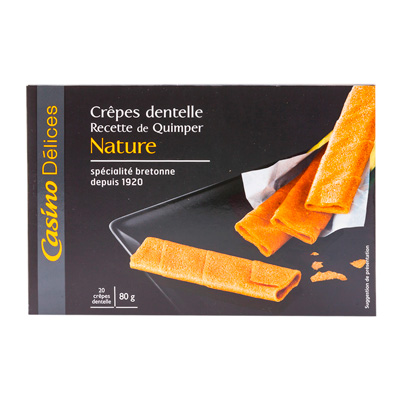 Casino Délices
Crêpes dentelle
Recette de Quimper
Nature
spécialité bretonne
depuis 1920
20
crêpes
dentelle
80 g
Suggestion de présentation